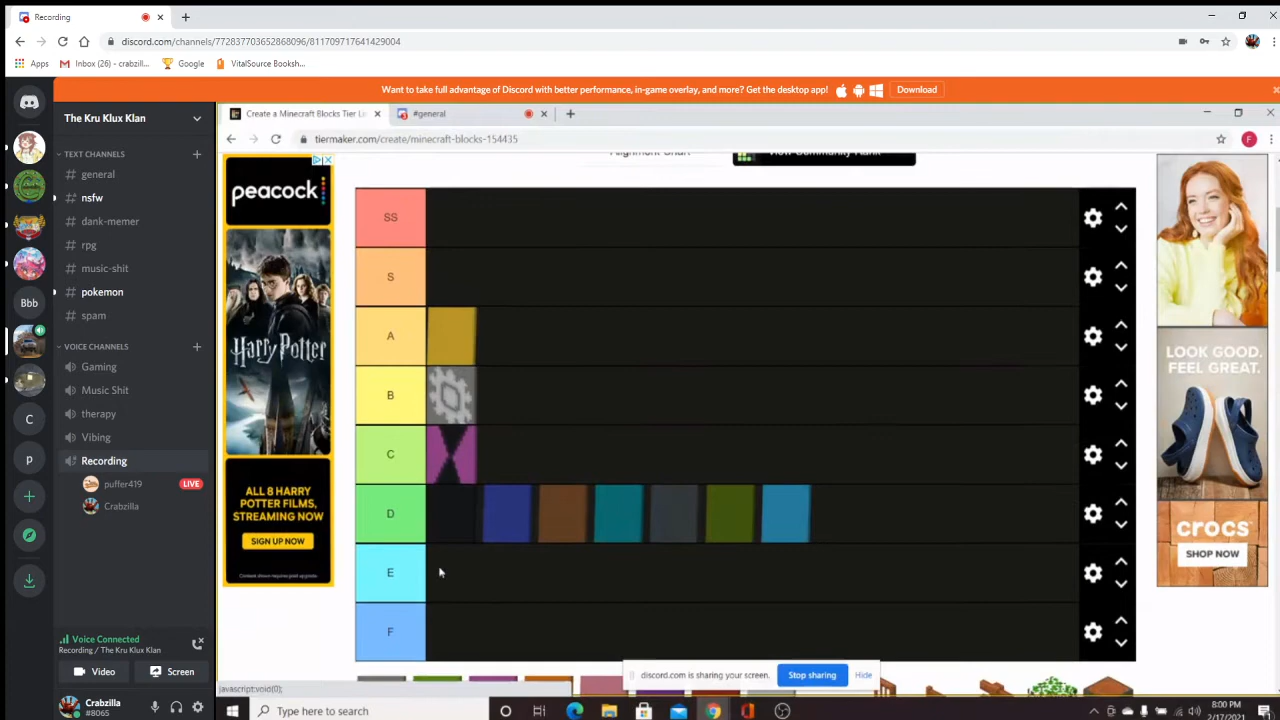 Recording
discord.com/channels/772837703652868096/811709717641429004
Apps
Inbox (26) - crabzill...
Google
VitalSource Booksh...
Want to take full advantage of Discord with better performance, in-game overlay, and more? Get the desktop app!
Download
The Kru Klux Klan
TEXT CHANNELS
general
nsfw
dank-memer
rpg
music-shit
pokemon
spam
VOICE CHANNELS
Gaming
Music Shit
therapy
Vibing
Recording
puffer419
LIVE
Crabzilla
Bbb
C
p
Voice Connected
Recording / The Kru Klux Klan
Video
Screen
Crabzilla
#8065
Create a Minecraft Blocks Tier Li
#general
tiermaker.com/create/minecraft-blocks-154435
F
peacock
Harry Potter
ALL 8 HARRY
POTTER FILMS,
STREAMING NOW
SIGN UP NOW
SS
S
A
B
C
D
E
F
LOOK GOOD.
FEEL GREAT.
crocs
SHOP NOW
javascript:void(0);
discord.com is sharing your screen.
Stop sharing
Hide
Type here to search
8:00 PM
2/17/2021